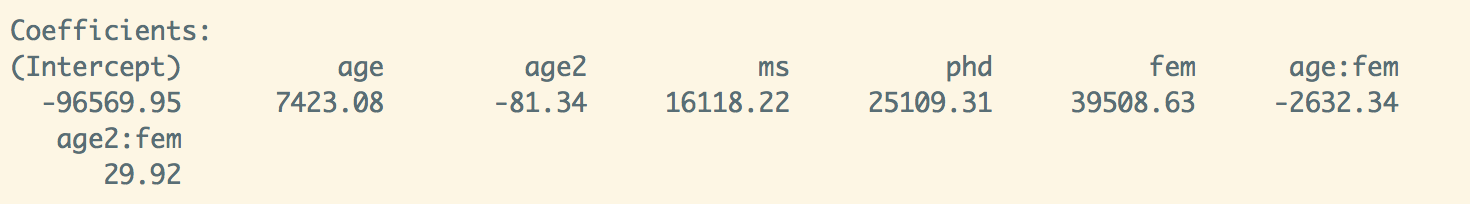 Coefficients:
(Intercept) age age2 ms phd fem age:fem
-96569.95 7423.08 -81.34 16118.22 25109.31 39508.63 -2632.34
age2:fem
29.92